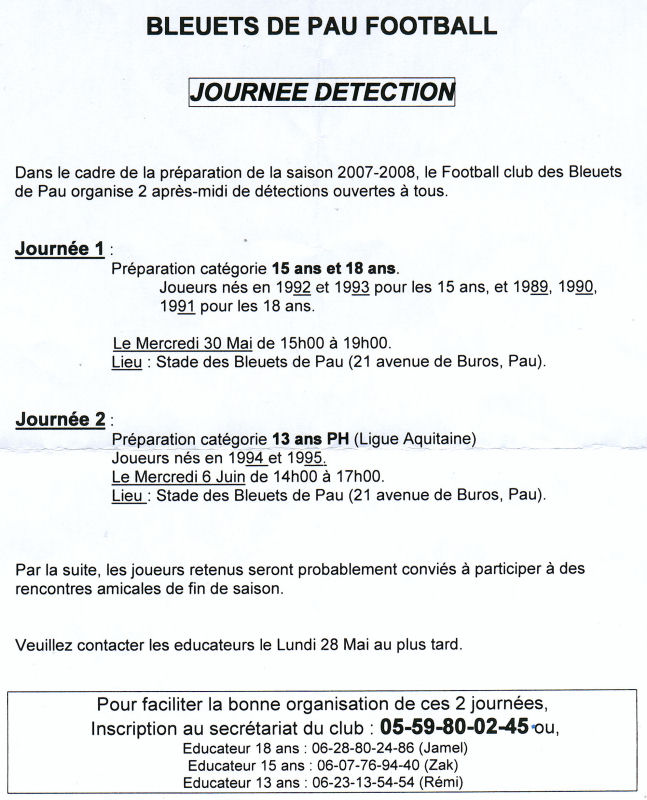 BLEUETS DE PAU FOOTBALL
JOURNEE DETECTION
Dans le cadre de la préparation de la saison 2007-2008, le Football club des Bleuets
de Pau organise 2 après-midi de détections ouvertes à tous.
Journée 1 :
Préparation catégorie 15 ans et 18 ans.
Joueurs nés en 1992 et 1993 pour les 15 ans, et 1989, 1990,
1991 pour les 18 ans.
Le Mercredi 30 Mai de 15h00 à 19h00.
Lieu : Stade des Bleuets de Pau (21 avenue de Buros, Pau).
Journée 2 :
Préparation catégorie 13 ans PH (Ligue Aquitaine)
Joueurs nés en 1994 et 1995.
Le Mercredi 6 Juin de 14h00 à 17h00.
Lieu : Stade des Bleuets de Pau (21 avenue de Buros, Pau).
Par la suite, les joueurs retenus seront probablement conviés à participer à des
rencontres amicales de fin de saison.
Veuillez contacter les educateurs le Lundi 28 Mai au plus tard.
Pour faciliter la bonne organisation de ces 2 journées,
Inscription au secrétariat du club : 05-59-80-02-45 ou,
Educateur 18 ans : 06-28-80-24-86 (Jamel)
Educateur 15 ans : 06-07-76-94-40 (Zak)
Educateur 13 ans : 06-23-13-54-54 (Rémi)